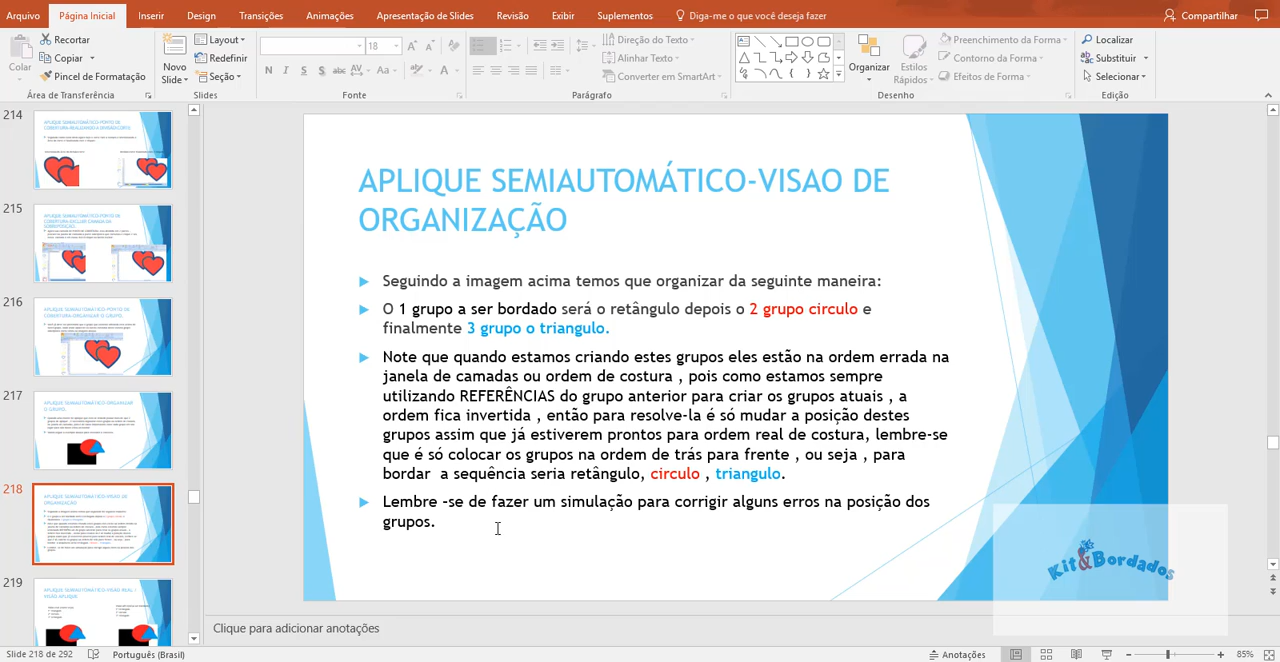 Arquivo Página Inicial Inserir Design Transições Animações Apresentação de Slides Revisão Exibir Suplementos Diga-me o que você deseja fazer Compartilhar
Recortar Layout 18 Direção do Texto Preenchimento da Forma Localizar
Copiar Redefinir Alinhar Texto Contorno da Forma Substituir
Colar Pincel de Formatação Novo Slide Seção N I S S abc AV Aa A Converter em SmartArt Organizar Estilos Rápidos Efeitos de Forma Selecionar
Área de Transferência Slides Fonte Parágrafo Desenho Edição
214
215
216
217
218
219
APLIQUE SEMIAUTOMÁTICO-VISAO DE
ORGANIZAÇÃO
Seguindo a imagem acima temos que organizar da seguinte maneira:
O 1 grupo a ser bordado será o retângulo depois o 2 grupo circulo e
finalmente 3 grupo o triangulo.
Note que quando estamos criando estes grupos eles estão na ordem errada na
janela de camadas ou ordem de costura , pois como estamos sempre
utilizando REFERÊNCIAS do grupo anterior para criar os grupos atuais , a
ordem fica invertida , então para resolve-la é só mudar a posição destes
grupos assim que já estiverem prontos para ordem real de costura, lembre-se
que é só colocar os grupos na ordem de trás para frente , ou seja , para
bordar a sequência seria retângulo, circulo , triangulo.
Lembre -se de fazer um simulação para corrigir algum erro na posição dos
grupos.
Kit&Bordados
Clique para adicionar anotações
Slide 218 de 292 Português (Brasil) Anotações 85%